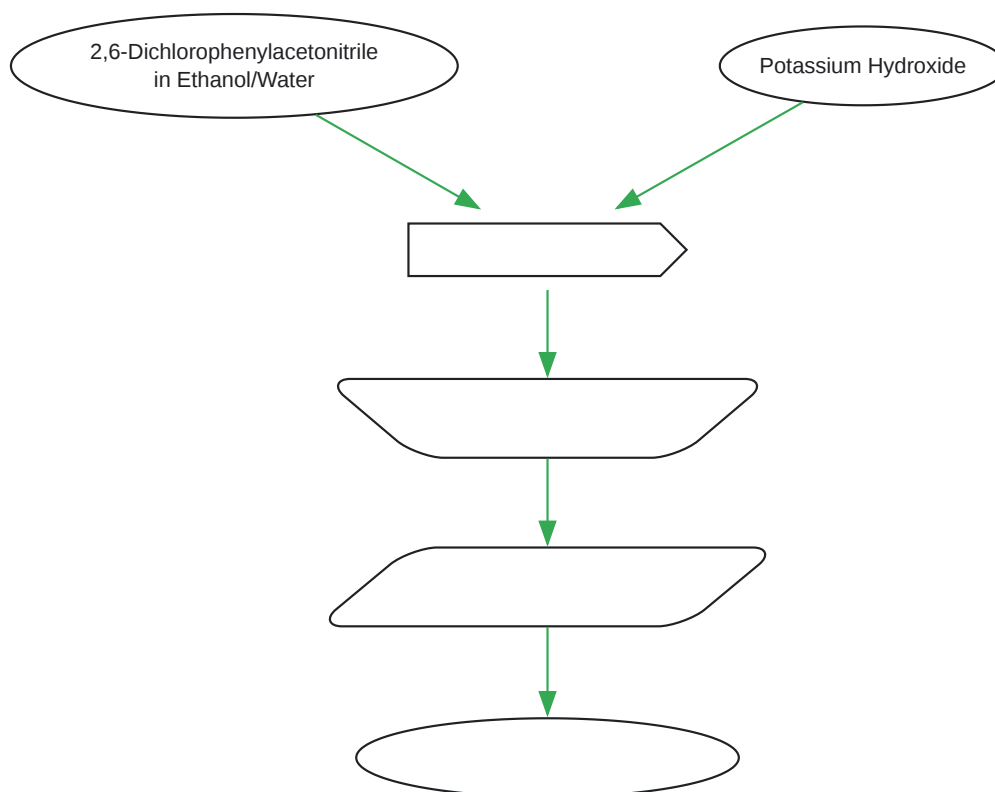 2,6-Dichlorophenylacetonitrile
in Ethanol/Water
Potassium Hydroxide